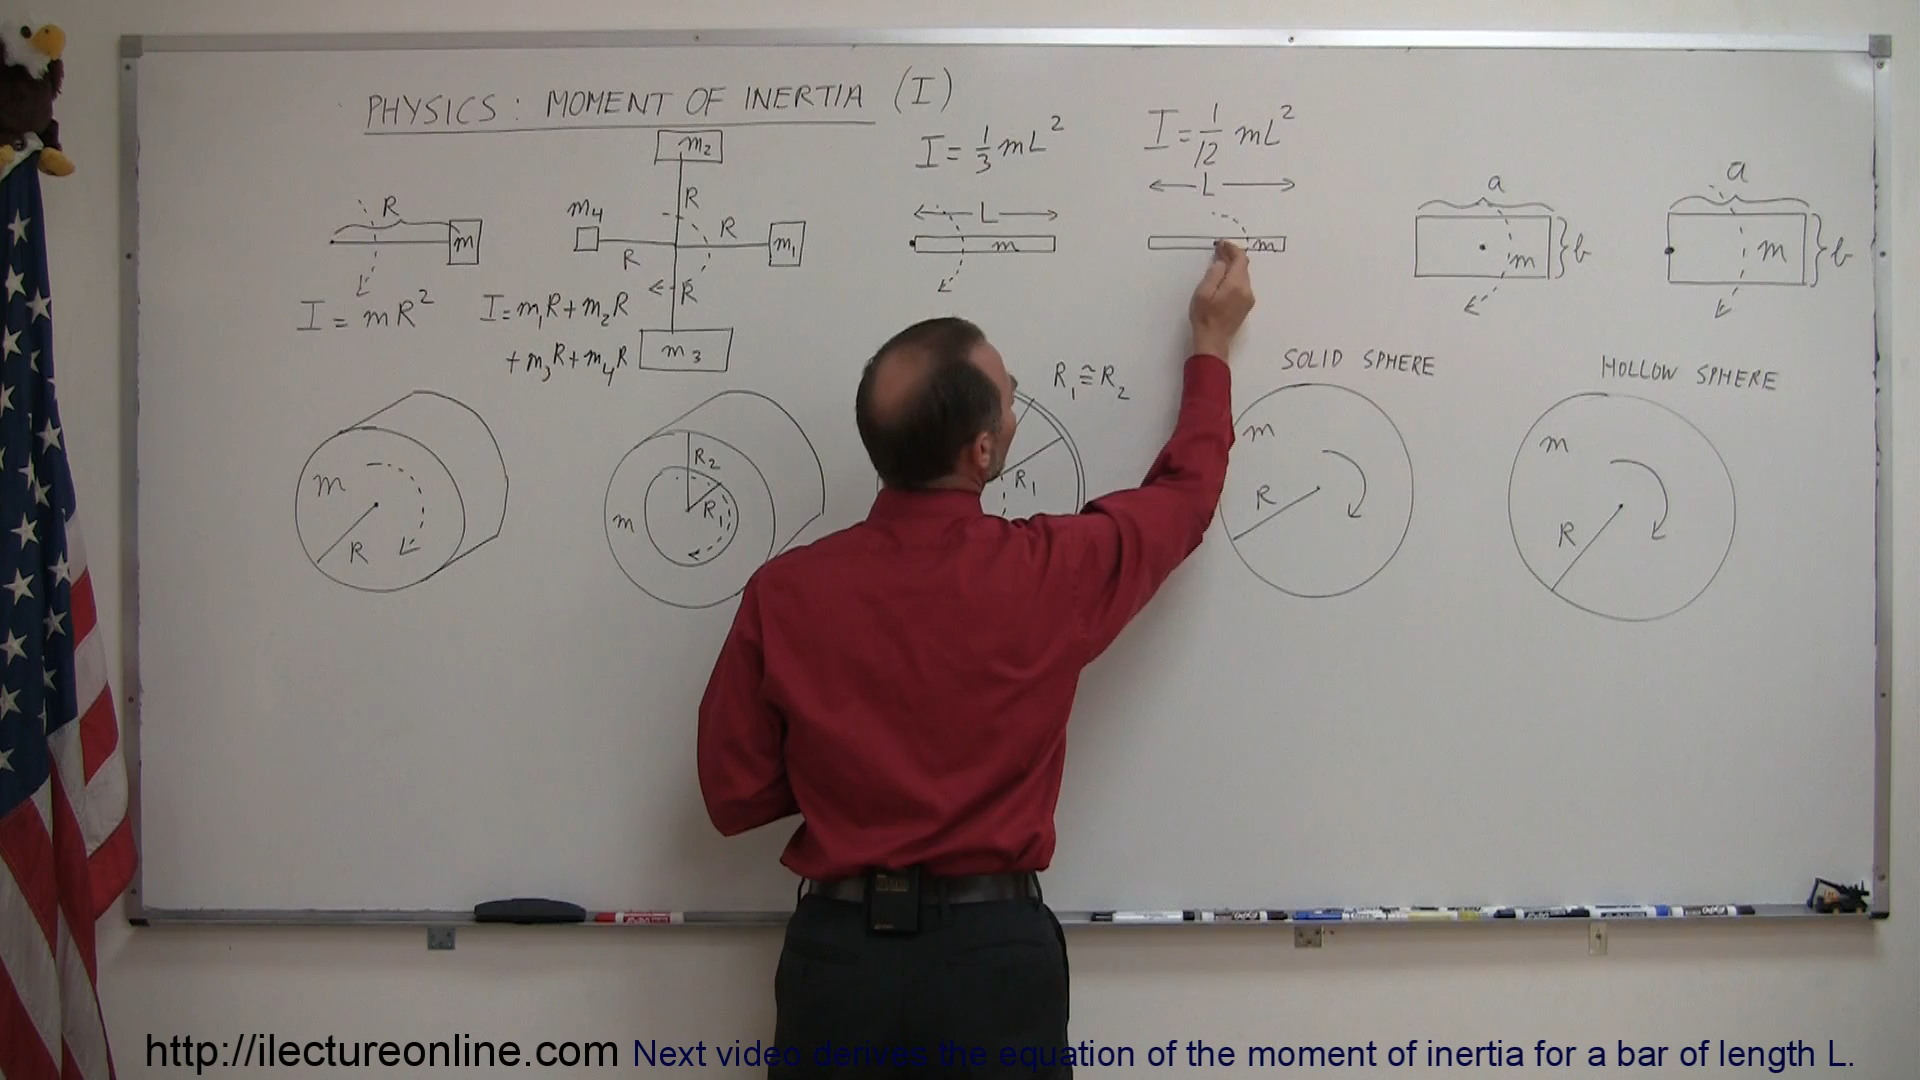 PHYSICS: MOMENT OF INERTIA (I)
R
m
I = mR²
m₂
m₄
R
R
R
m₁
R
m₃
I = m₁R + m₂R
+ m₃R + m₄R
I = 1/3 mL²
L
m
I = 1/12 mL²
L
m
a
m
b
a
m
b
m
R
R₂
R₁
m
R₁ ≅ R₂
R₁
SOLID SPHERE
m
R
HOLLOW SPHERE
m
R
http://ilectureonline.com Next video derives the equation of the moment of inertia for a bar of length L.